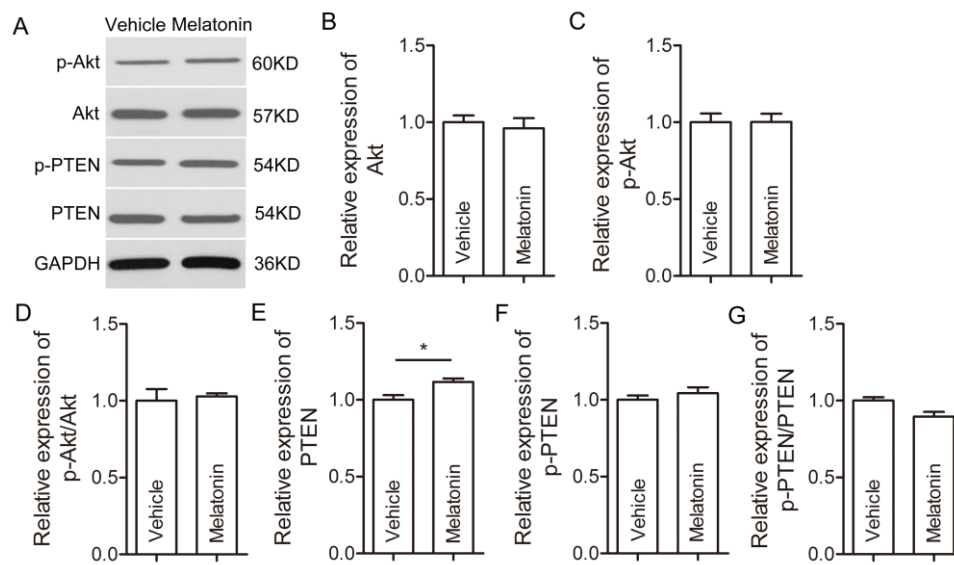 A
Vehicle Melatonin
p-Akt
60KD
Akt
57KD
p-PTEN
54KD
PTEN
54KD
GAPDH
36KD
B
Relative expression of
Akt
1.5
1.0
0.5
0.0
Vehicle
Melatonin
C
Relative expression of
p-Akt
1.5
1.0
0.5
0.0
Vehicle
Melatonin
D
Relative expression of
p-Akt/Akt
1.5
1.0
0.5
0.0
Vehicle
Melatonin
E
Relative expression of
PTEN
1.5
1.0
0.5
0.0
*
Vehicle
Melatonin
F
Relative expression of
p-PTEN
1.5
1.0
0.5
0.0
Vehicle
Melatonin
G
Relative expression of
p-PTEN/PTEN
1.5
1.0
0.5
0.0
Vehicle
Melatonin